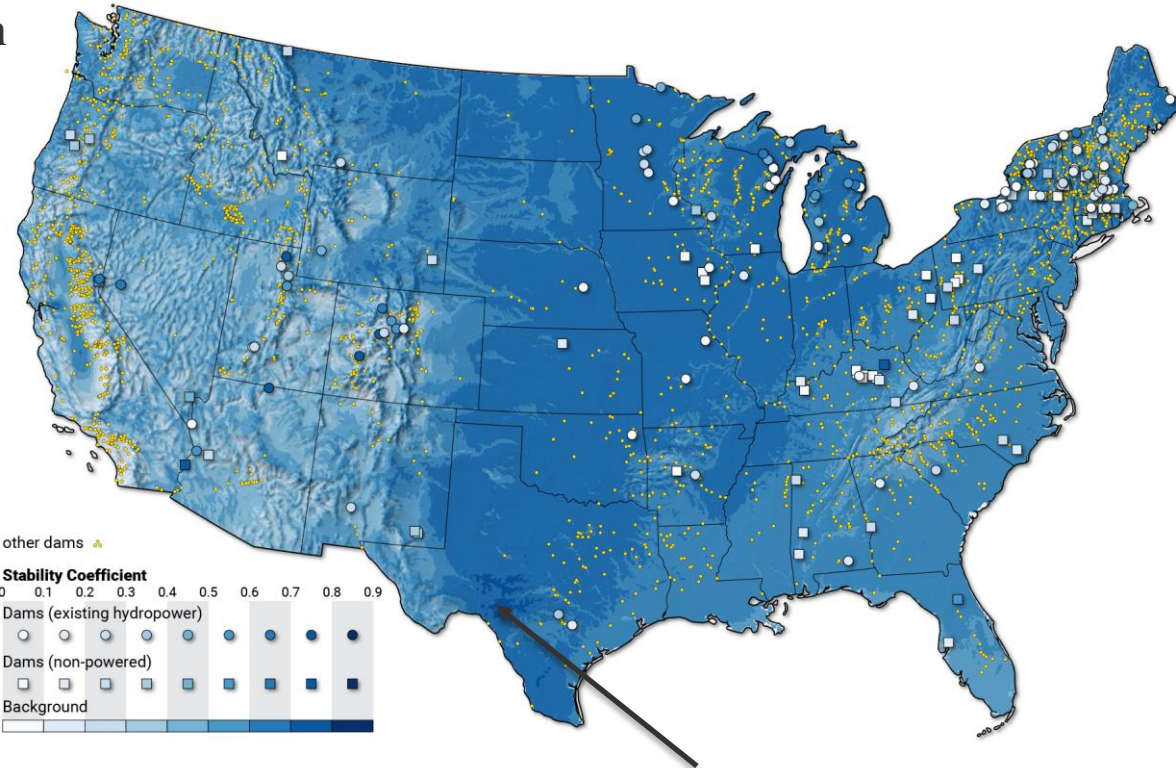 n
other dams
Stability Coefficient
0 0.1 0.2 0.3 0.4 0.5 0.6 0.7 0.8 0.9
Dams (existing hydropower)
Dams (non-powered)
Background